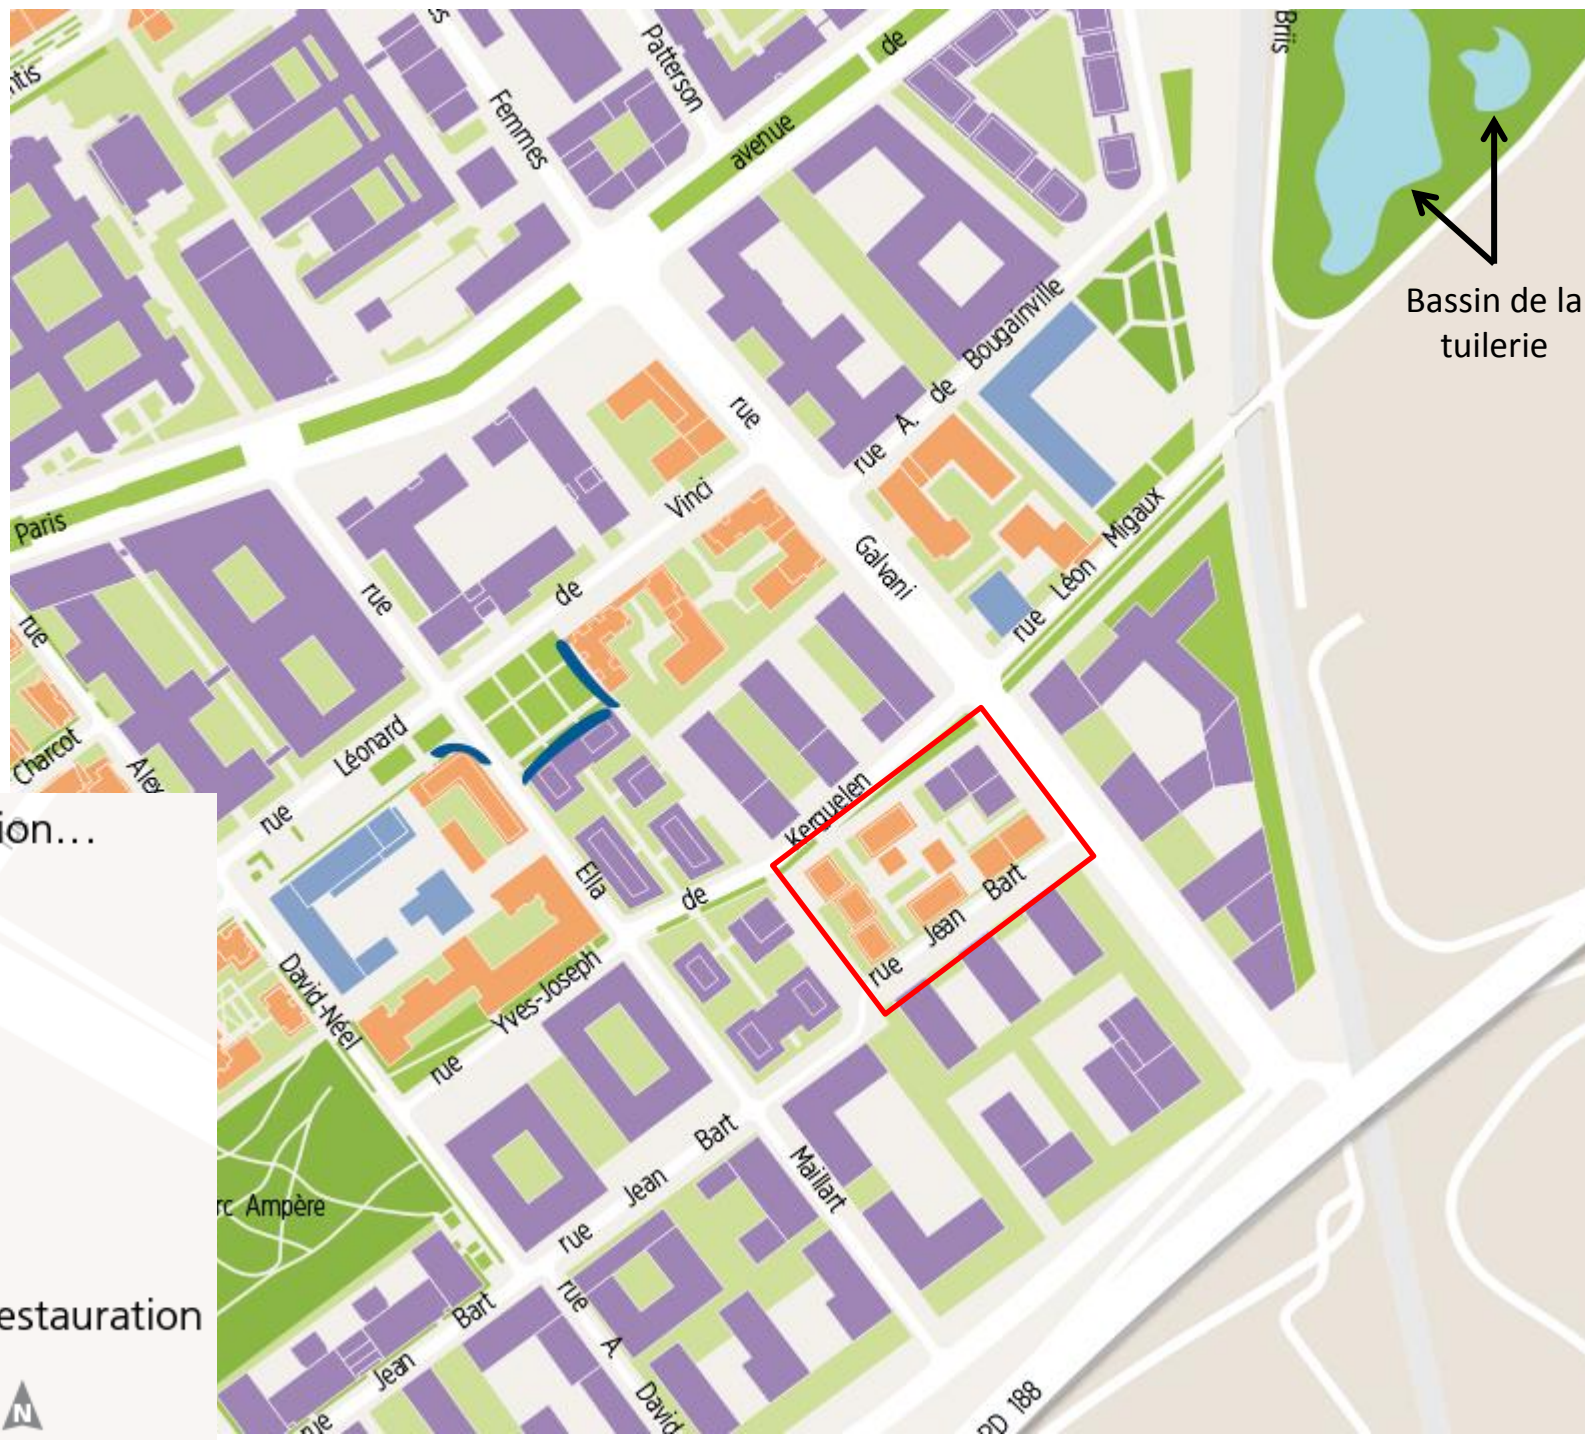 Briis
Patterson
de
Femmes
avenue
Bassin de la
tuilerie
rue A. de Bougainville
rue
Vinci
Paris
Galvani
rue Léon Migaux
rue
de
rue
Léonard
Charcot
Alex
rue
Kerguelen
Ella
de
rue Jean Bart
David-Néel
Yves-Joseph
rue
Bart
Jean
rue
Maillart
rc Ampère
rue
A.
David
Bart
Jean
rue
RD 188
ion...
estauration
N